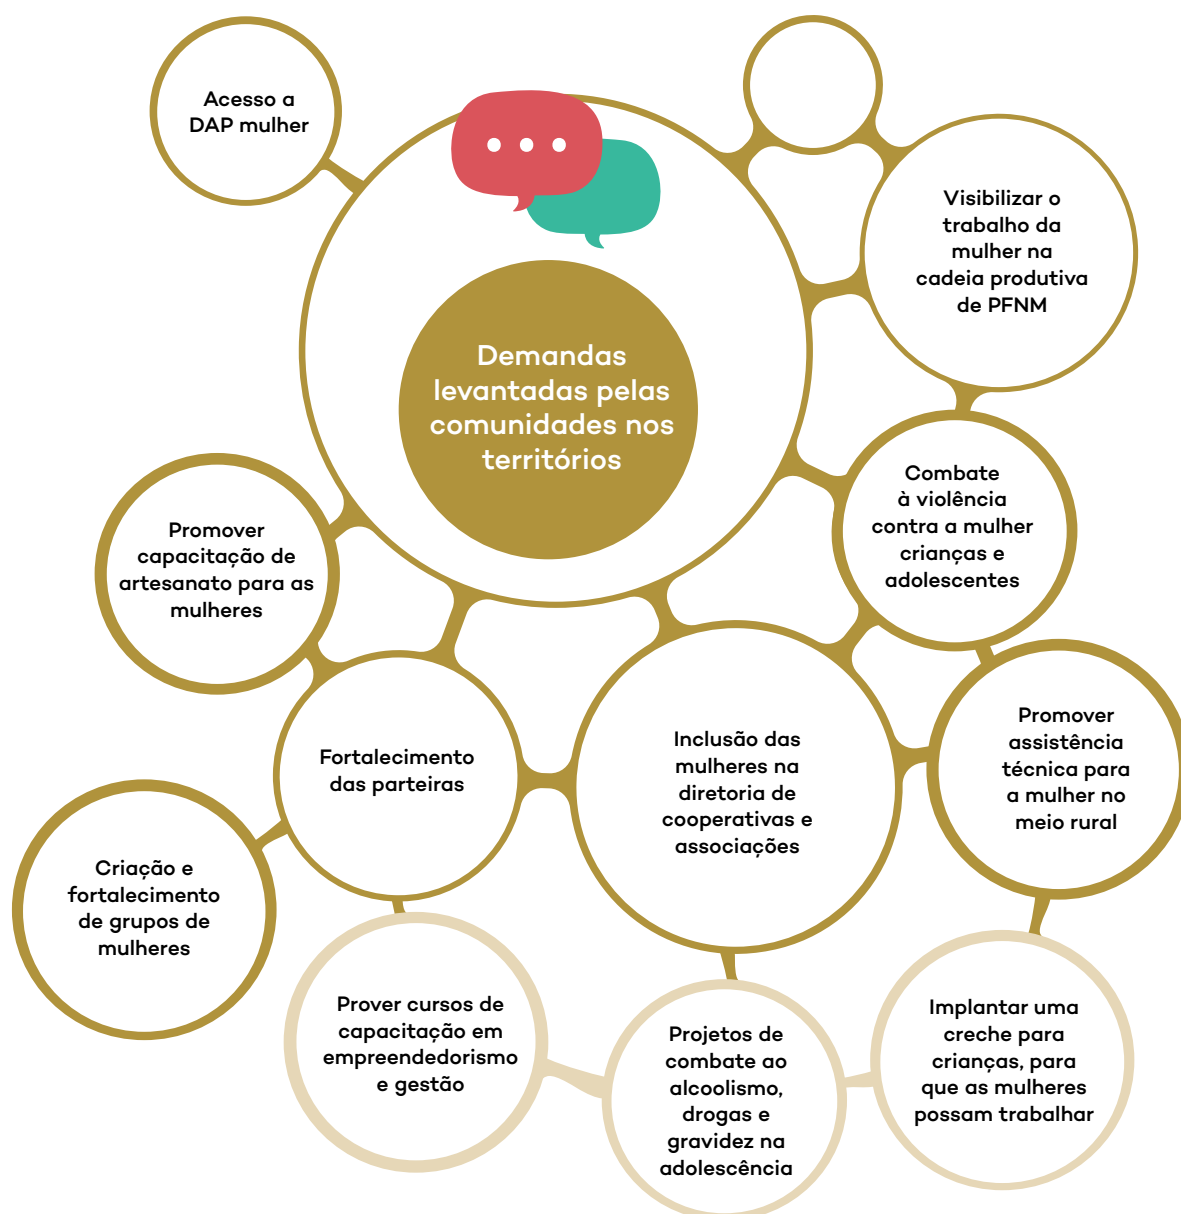 Acesso a
DAP mulher
Visibilizar o
trabalho da
mulher na
cadeia produtiva
de PFNM
Demandas
levantadas pelas
comunidades nos
territórios
Combate
à violência
contra a mulher
crianças e
adolescentes
Promover
capacitação de
artesanato para as
mulheres
Fortalecimento
das parteiras
Inclusão das
mulheres na
diretoria de
cooperativas e
associações
Promover
assistência
técnica para
a mulher no
meio rural
Criação e
fortalecimento
de grupos de
mulheres
Prover cursos de
capacitação em
empreendedorismo
e gestão
Projetos de
combate ao
alcoolismo,
drogas e
gravidez na
adolescência
Implantar uma
creche para
crianças, para
que as mulheres
possam trabalhar